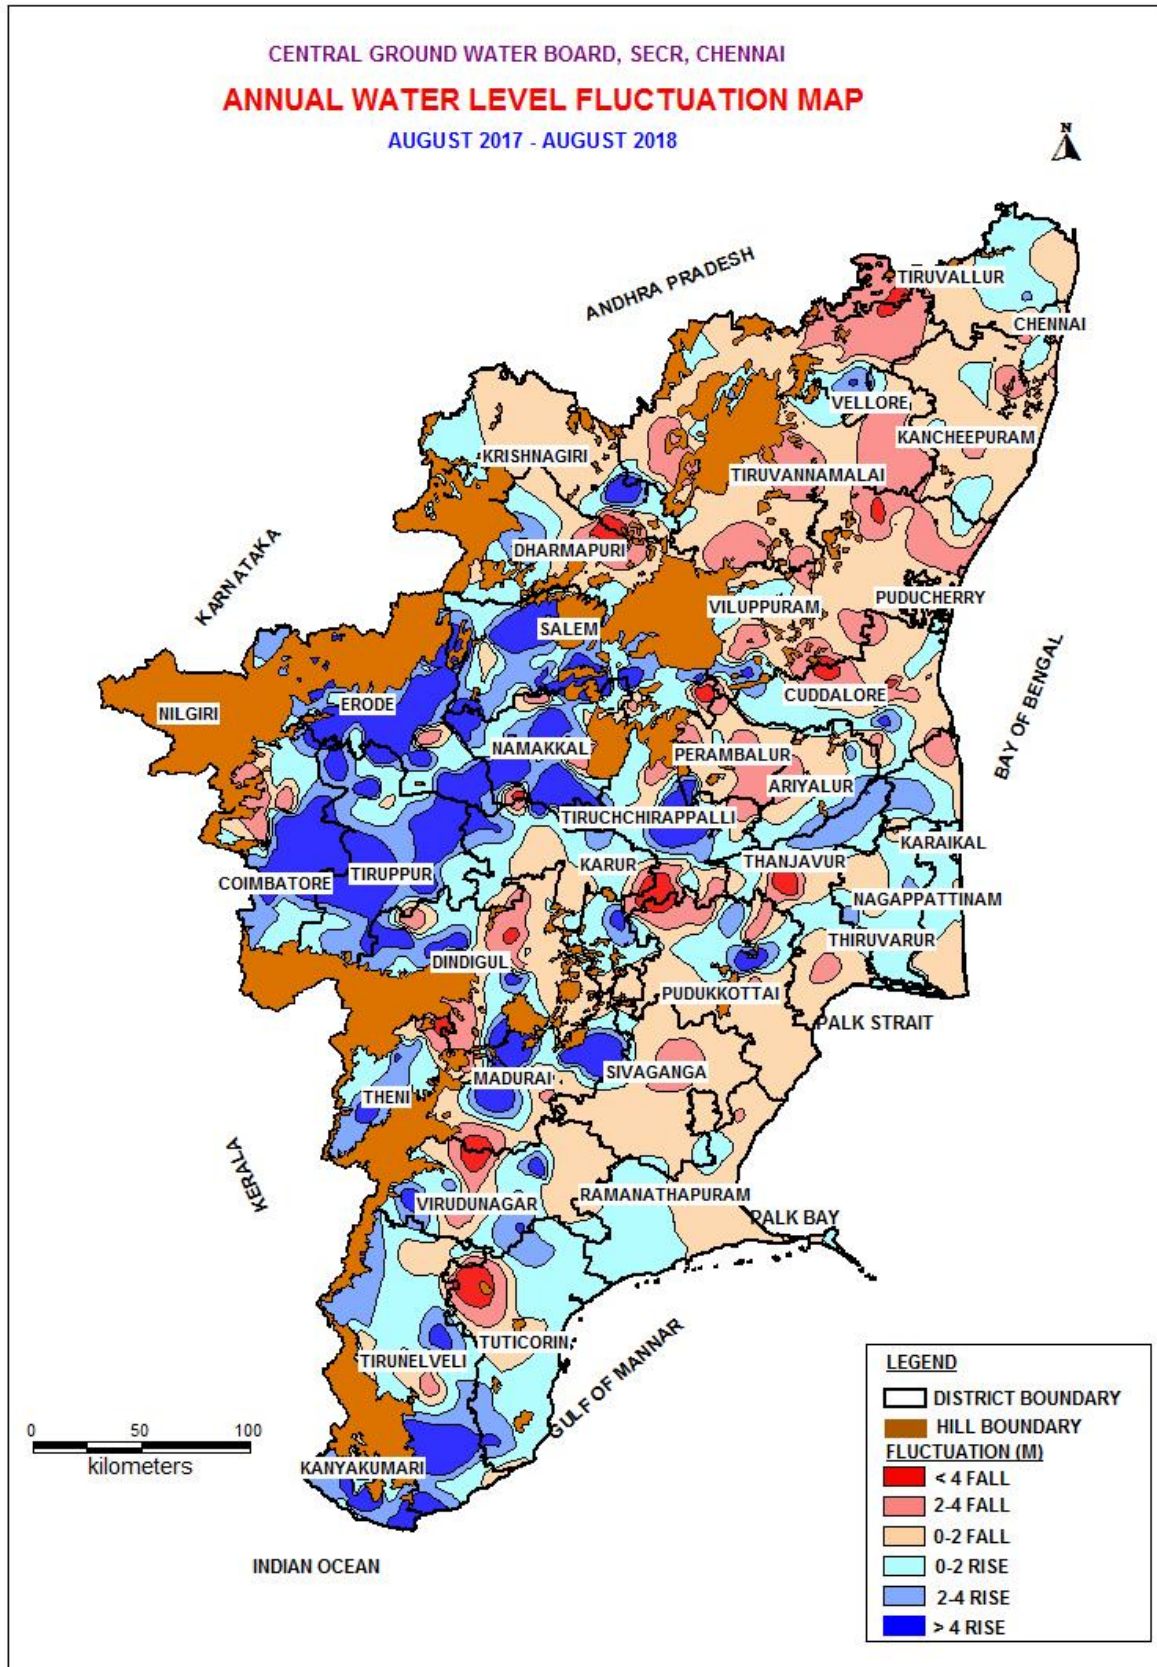 CENTRAL GROUND WATER BOARD, SECR, CHENNAI
ANNUAL WATER LEVEL FLUCTUATION MAP
AUGUST 2017 - AUGUST 2018
N
ANDHRA PRADESH
TIRUVALLUR
CHENNAI
VELLORE
KANCHEEPURAM
KRISHNAGIRI
TIRUVANNAMALAI
KARNATAKA
DHARMAPURI
PUDUCHERRY
VILUPPURAM
SALEM
BAY OF BENGAL
CUDDALORE
ERODE
NILGIRI
NAMAKKAL
PERAMBALUR
ARIYALUR
TIRUCHCHIRAPPALLI
KARAIKAL
KARUR
THANJAVUR
COIMBATORE
TIRUPPUR
NAGAPPATTINAM
THIRUVARUR
DINDIGUL
PUDUKKOTTAI
PALK STRAIT
MADURAI
SIVAGANGA
THENI
KERALA
VIRUDUNAGAR
RAMANATHAPURAM
PALK BAY
TUTICORIN
TIRUNELVELI
GULF OF MANNAR
KANYAKUMARI
INDIAN OCEAN
0 50 100
kilometers
LEGEND
DISTRICT BOUNDARY
HILL BOUNDARY
FLUCTUATION (M)
< 4 FALL
2-4 FALL
0-2 FALL
0-2 RISE
2-4 RISE
> 4 RISE